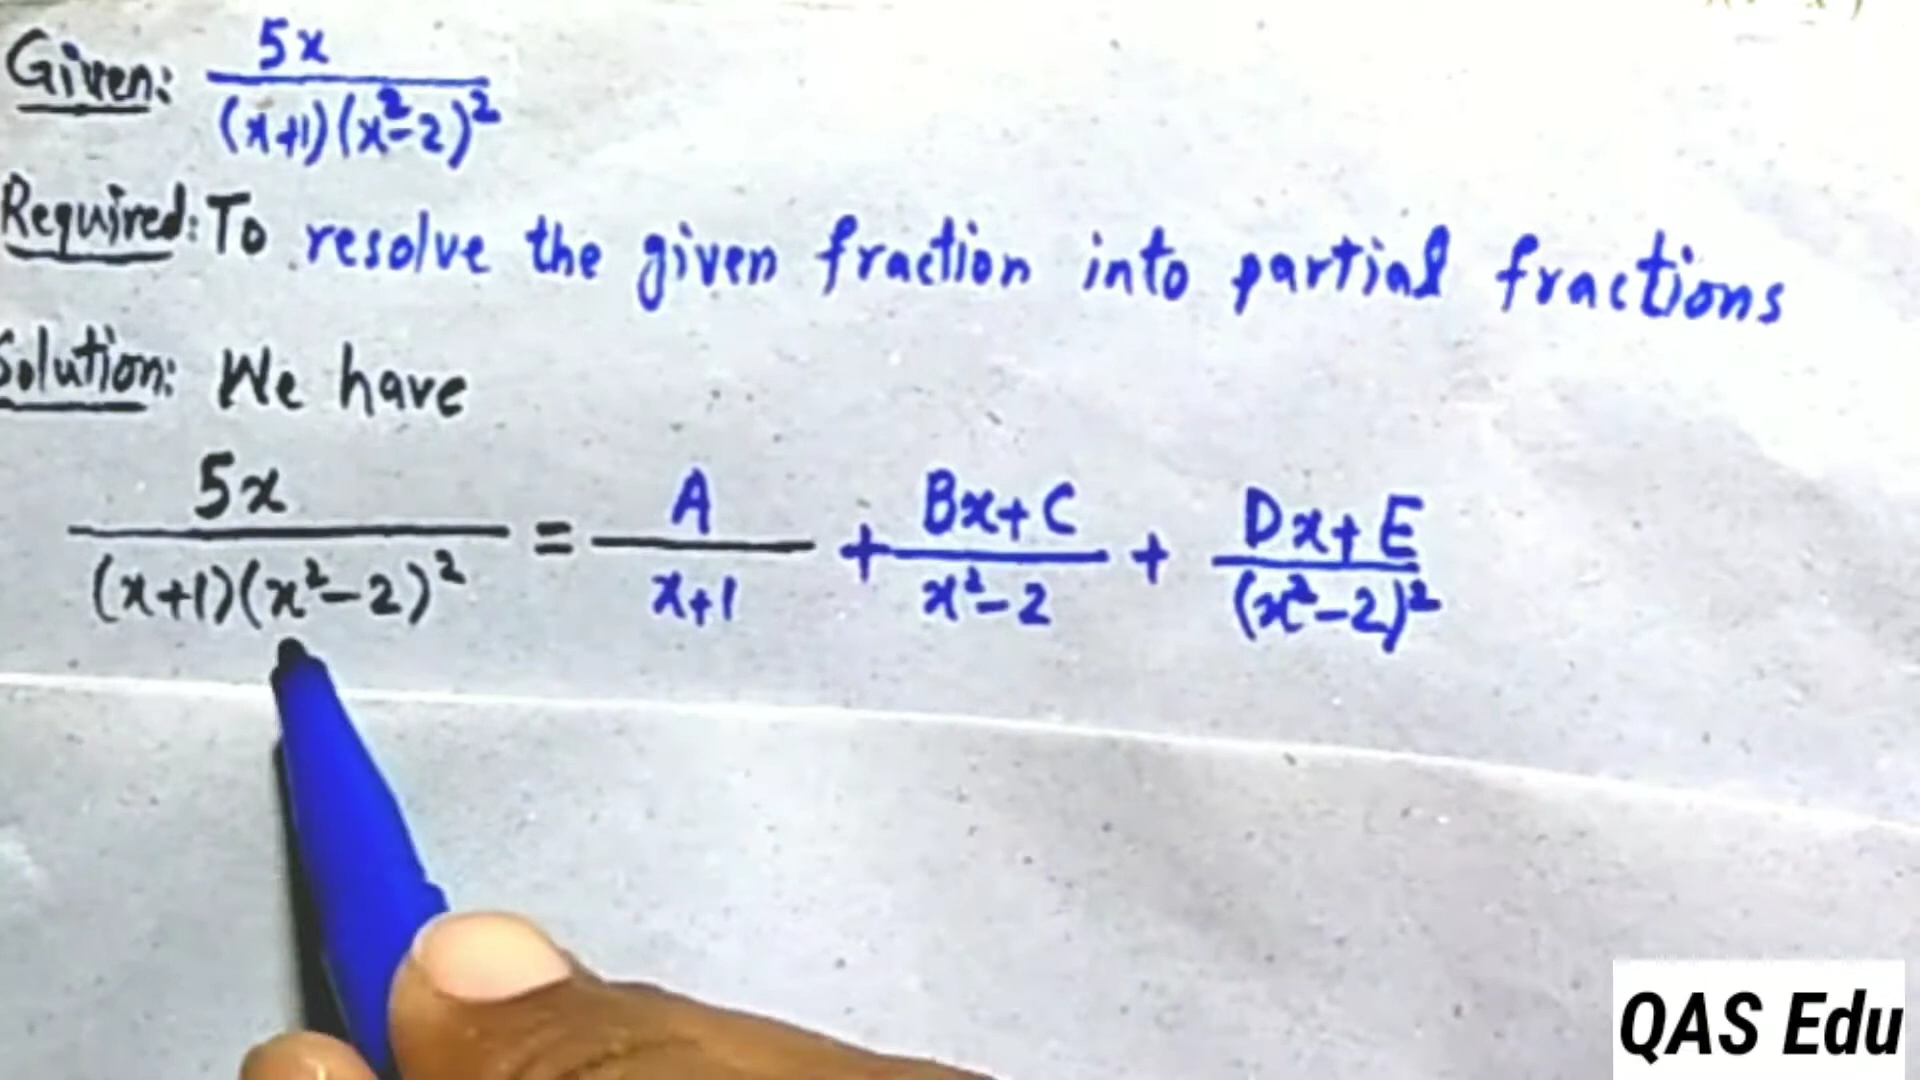 Given: 5x
(x+1)(x²-2)²
Required: To resolve the given fraction into partial fractions
Solution: We have
5x / (x+1)(x²-2)² = A / x+1 + Bx+C / x²-2 + Dx+E / (x²-2)²
QAS Edu